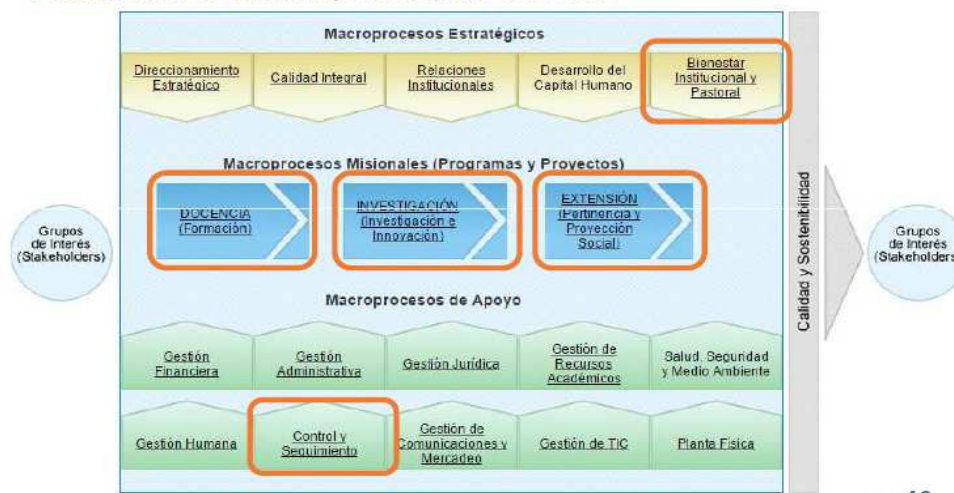 Macroprocesos Estratégicos
Direccionamiento
Estratégico
Calidad Integral
Relaciones
Institucionales
Desarrollo del
Capital Humano
Bienestar
Institucional y
Pastoral
Macroprocesos Misionales (Programas y Proyectos)
DOCENCIA
(Formación)
INVESTIGACIÓN
(Investigación e
Innovación)
EXTENSIÓN
(Pertinencia y
Proyección
Social)
Grupos
de Interés
(Stakeholders)
Calidad y Sostenibilidad
Grupos
de Interés
(Stakeholders
Macroprocesos de Apoyo
Gestión
Financiera
Gestión
Administrativa
Gestión Jurídica
Gestión de
Recursos
Académicos
Salud, Seguridad
y Medio Ambiente
Gestión Humana
Control y
Seguimiento
Gestión de
Comunicaciones y
Mercadeo
Gestión de TIC
Planta Física